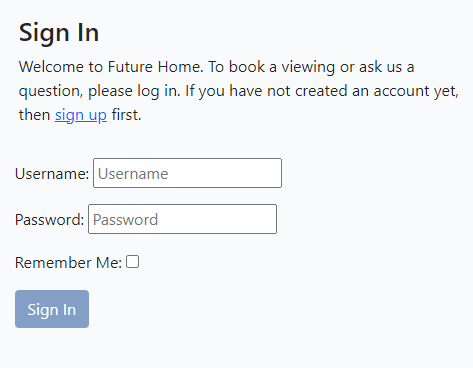 Sign In
Welcome to Future Home. To book a viewing or ask us a
question, please log in. If you have not created an account yet,
then sign up first.
Username: Username
Password: Password
Remember Me:
Sign In